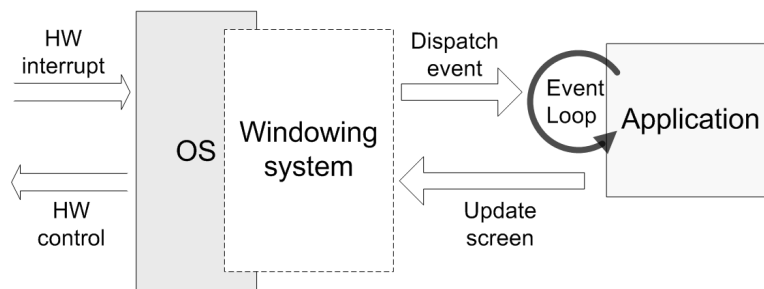 HW
interrupt
HW
control
OS
Windowing
system
Dispatch
event
Update
screen
Event
Loop
Application